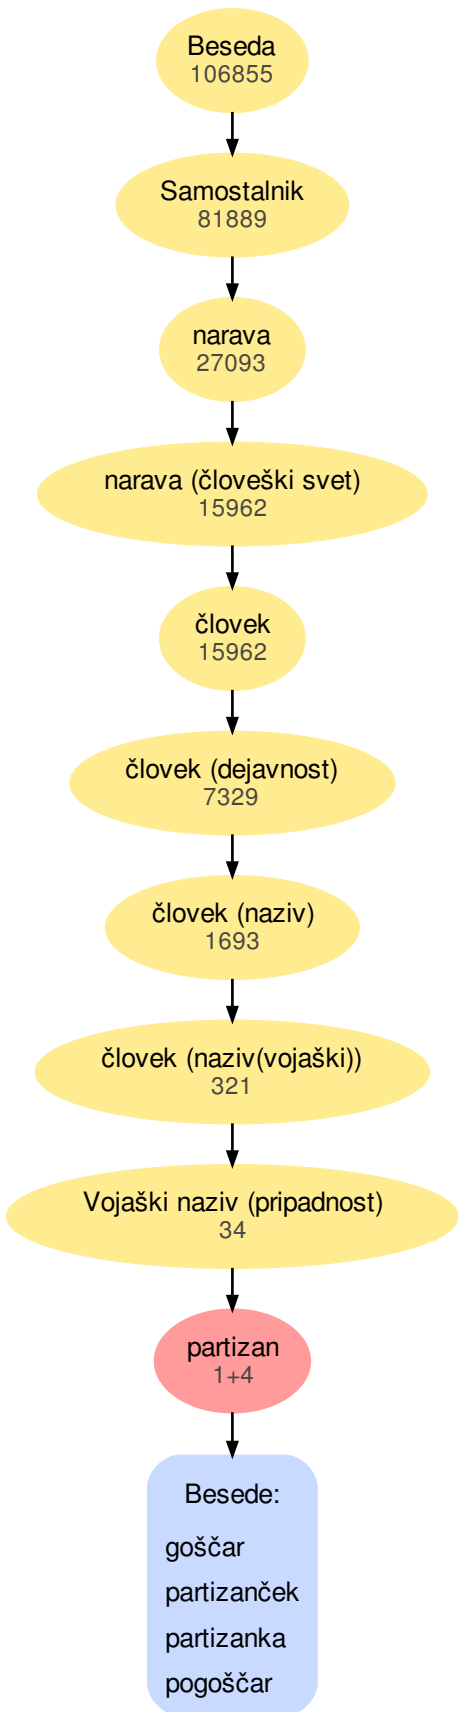 Beseda
106855
Samostalnik
81889
narava
27093
narava (človeški svet)
15962
človek
15962
človek (dejavnost)
7329
človek (naziv)
1693
človek (naziv(vojaški))
321
Vojaški naziv (pripadnost)
34
partizan
1+4
Besede:
goščar
partizanček
partizanka
pogoščar